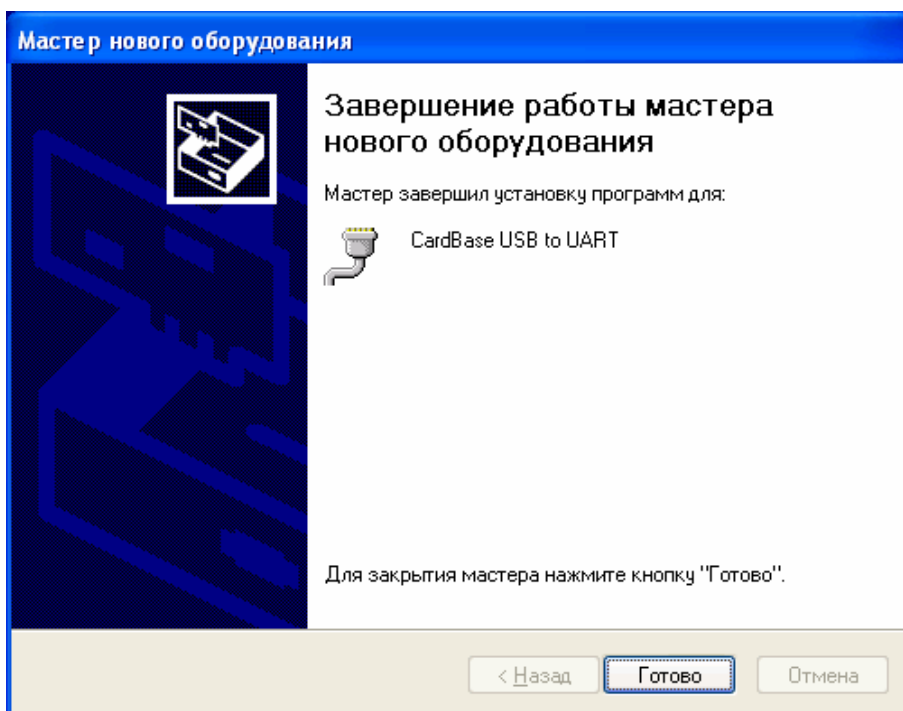 Мастер нового оборудования
Завершение работы мастера
нового оборудования
Мастер завершил установку программ для:
CardBase USB to UART
Для закрытия мастера нажмите кнопку "Готово".
< Назад
Готово
Отмена